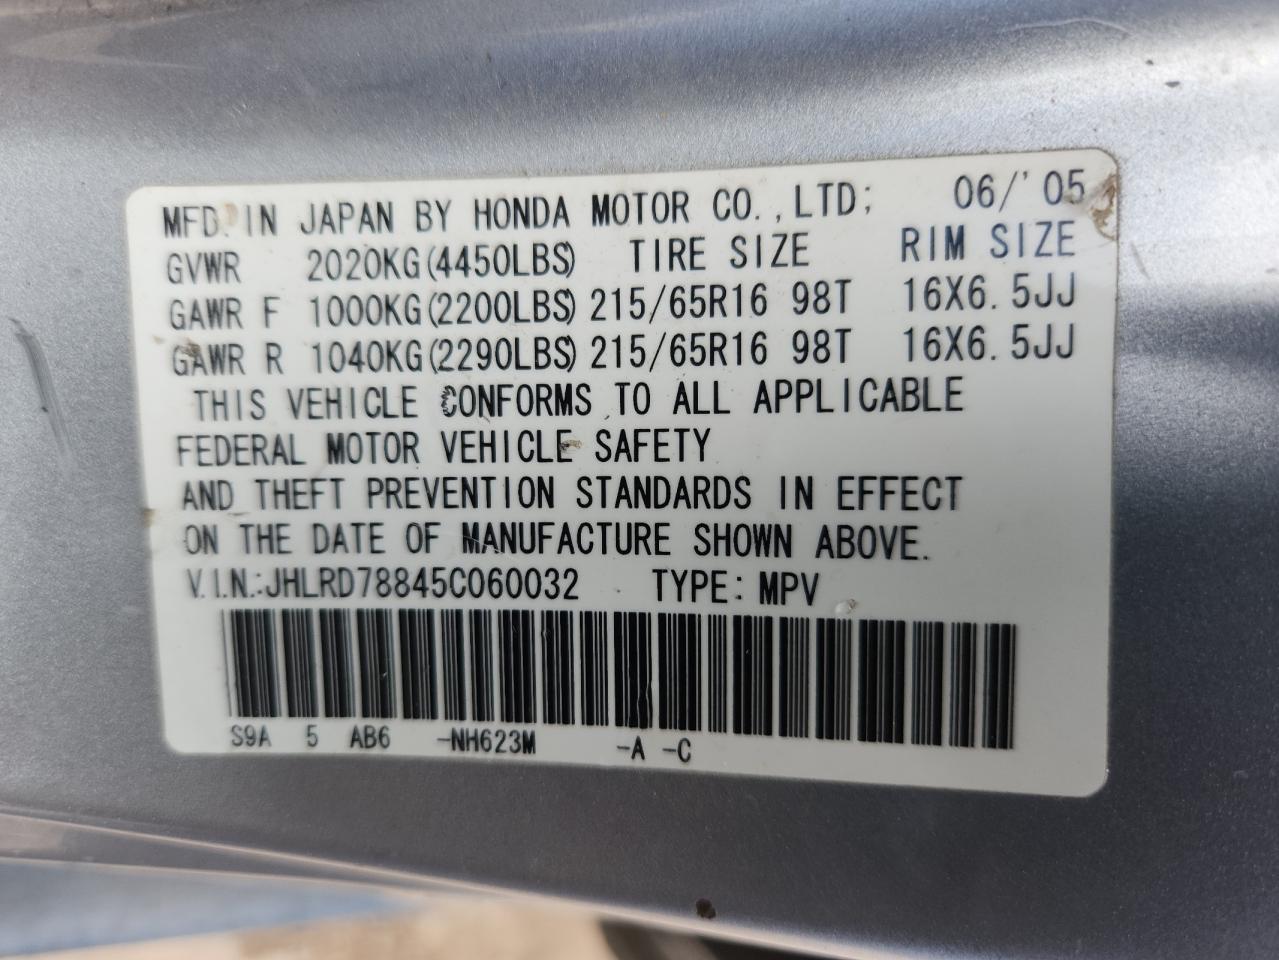 MFD. IN JAPAN BY HONDA MOTOR CO., LTD; 06/'05
GVWR 2020KG(4450LBS) TIRE SIZE RIM SIZE
GAWR F 1000KG(2200LBS) 215/65R16 98T 16X6.5JJ
GAWR R 1040KG(2290LBS) 215/65R16 98T 16X6.5JJ
THIS VEHICLE CONFORMS TO ALL APPLICABLE
FEDERAL MOTOR VEHICLE SAFETY
AND THEFT PREVENTION STANDARDS IN EFFECT
ON THE DATE OF MANUFACTURE SHOWN ABOVE.
V.I.N.:JHLRD78845C060032 TYPE: MPV
S9A 5 AB6 -NH623M -A -C